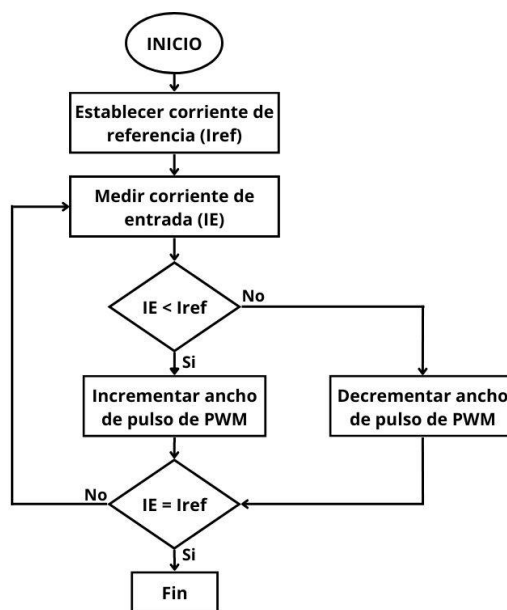 INICIO
Establecer corriente de
referencia (Iref)
Medir corriente de
entrada (IE)
IE < Iref
No
Si
Incrementar ancho
de pulso de PWM
Decrementar ancho
de pulso de PWM
No
IE = Iref
Si
Fin